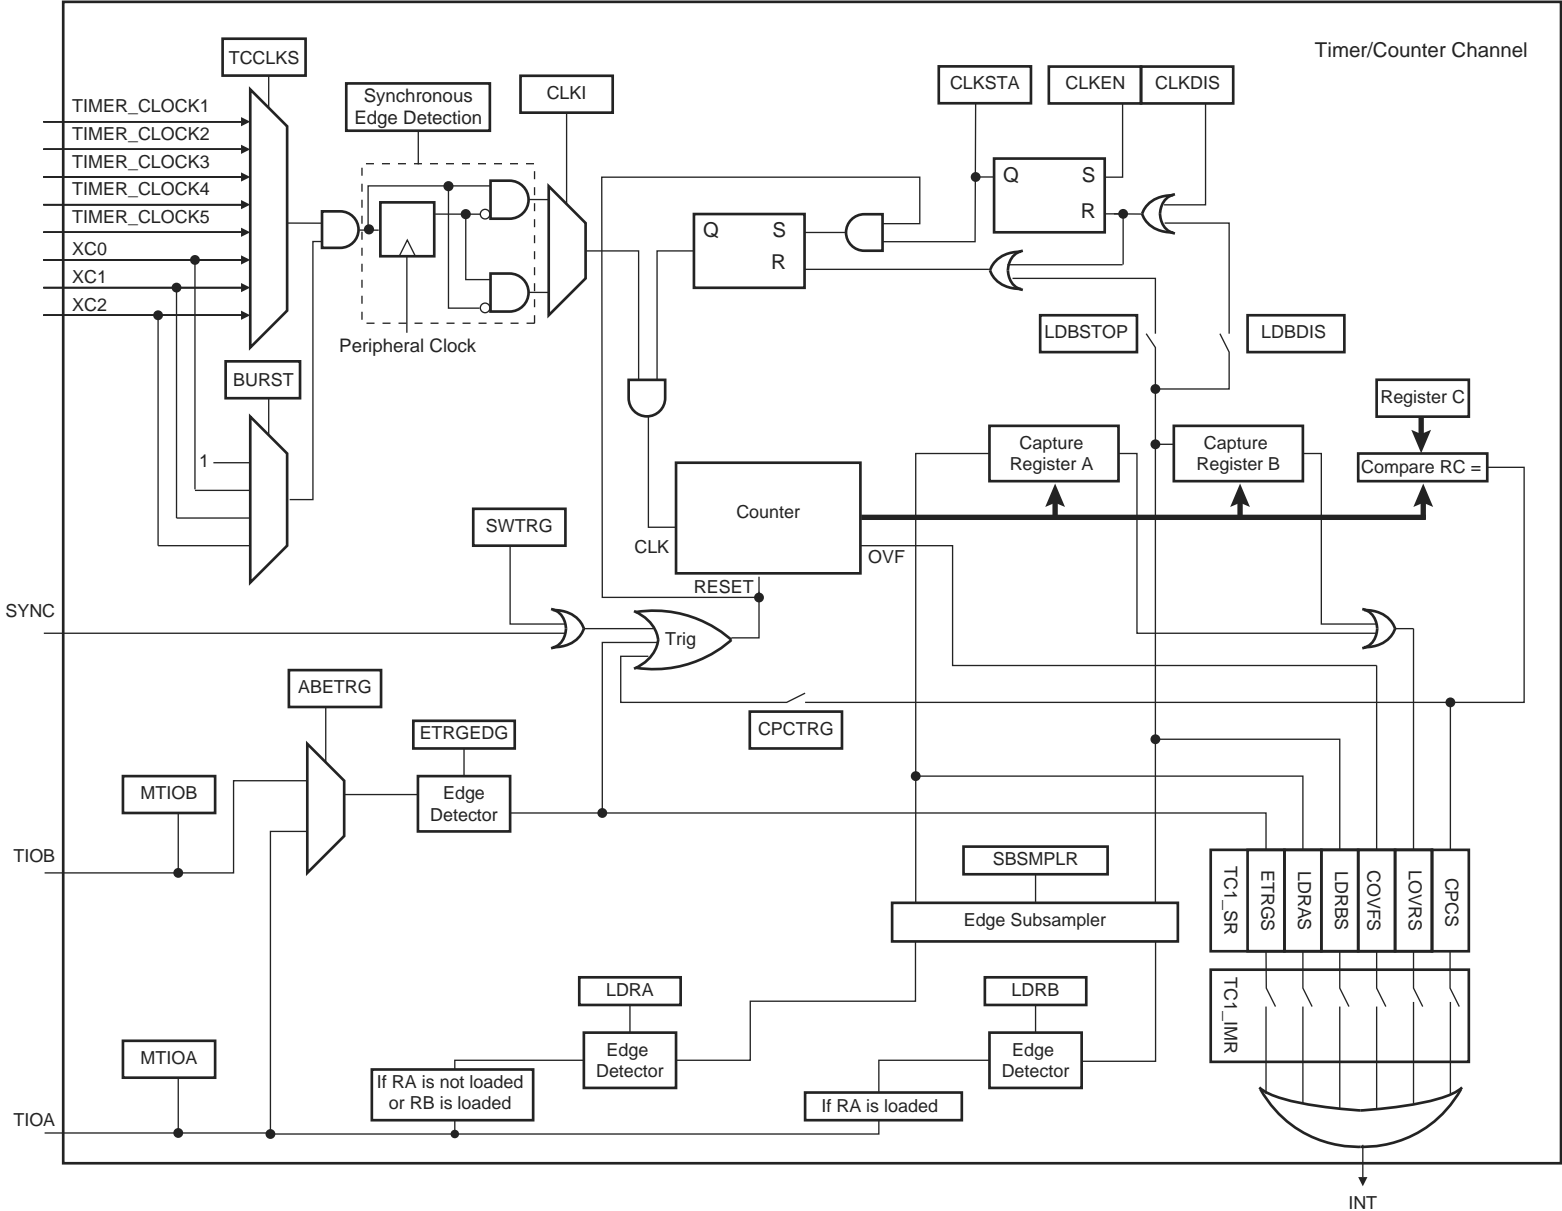 Timer/Counter Channel
TCCLKS
CLKSTA
CLKEN
CLKDIS
CLKI
Synchronous
Edge Detection
TIMER_CLOCK1
TIMER_CLOCK2
TIMER_CLOCK3
TIMER_CLOCK4
TIMER_CLOCK5
XC0
XC1
XC2
Q
S
R
Q
S
R
Peripheral Clock
LDBSTOP
LDBDIS
BURST
1
Register C
Capture
Register A
Capture
Register B
Compare RC =
Counter
SWTRG
CLK
OVF
RESET
SYNC
Trig
ABETRG
CPCTRG
ETRGEDG
MTIOB
Edge
Detector
TIOB
SBSMPLR
Edge Subsampler
TC1_SR
ETRGS
LDRAS
LDRBS
COVFS
LOVRS
CPCS
TC1_IMR
LDRA
LDRB
MTIOA
Edge
Detector
Edge
Detector
If RA is not loaded
or RB is loaded
If RA is loaded
TIOA
INT